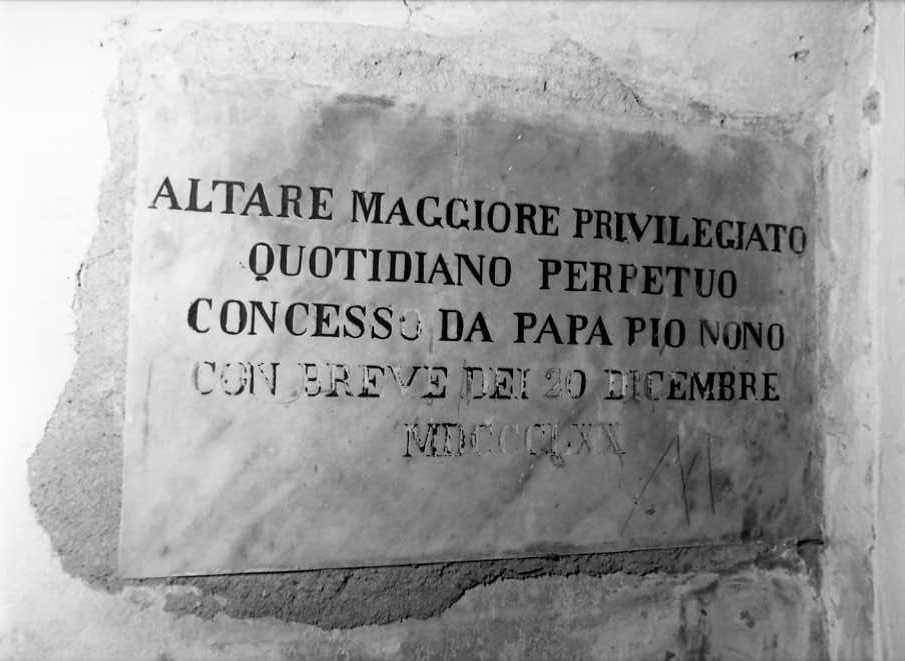 ALTARE MAGGIORE PRIVILEGIATO
QUOTIDIANO PERPETUO
CONCESSO DA PAPA PIO NONO
CON BREVE DEI 20 DICEMBRE
MDCCCLXX